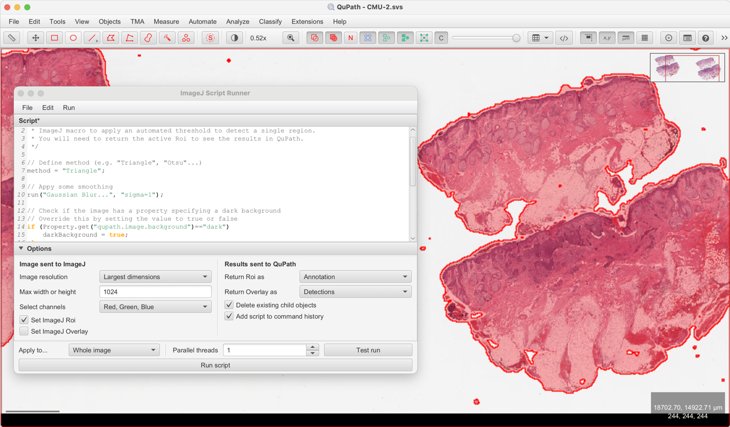 QuPath - CMU-2.svs
File Edit Tools View Objects TMA Measure Automate Analyze Classify Extensions Help
0.52x
N
C
ImageJ Script Runner
File Edit Run
Script*
2 * ImageJ macro to apply an automated threshold to detect a single region.
3 * You will need to return the active Roi to see the results in QuPath.
4 */
5
6 // Define method (e.g. "Triangle", "Otsu"...)
7 method = "Triangle";
8
9 // Appy some smoothing
10 run("Gaussian Blur...", "sigma=1");
11
12 // Check if the image has a property specifying a dark background
13 // Override this by setting the value to true or false
14 if (Property.get("qupath.image.background")=="dark")
15 darkBackground = true;
Options
Image sent to ImageJ
Image resolution Largest dimensions
Max width or height 1024
Select channels Red, Green, Blue
Set ImageJ Roi
Set ImageJ Overlay
Results sent to QuPath
Return Roi as Annotation
Return Overlay as Detections
Delete existing child objects
Add script to command history
Apply to... Whole image Parallel threads 1 Test run
Run script
18702.70, 14922.71 µm
244, 244, 244